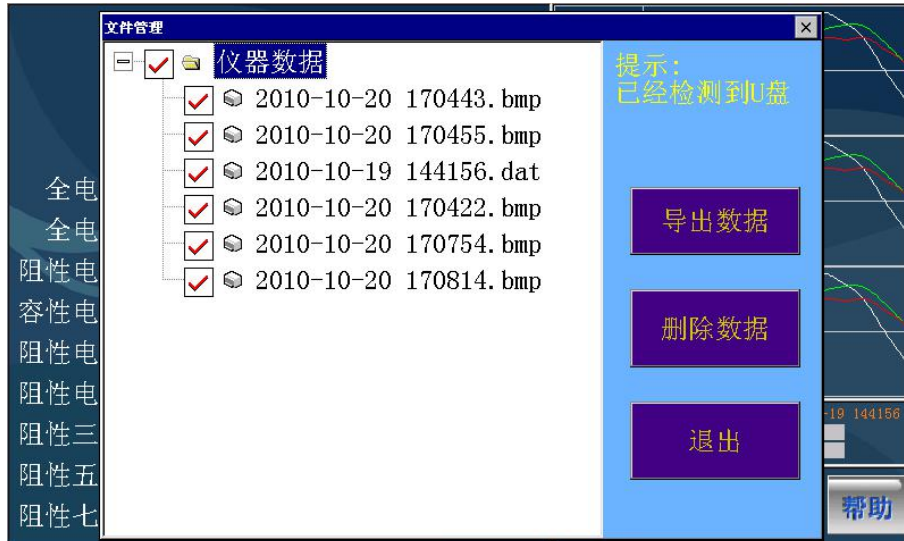 文件管理
仪器数据
2010-10-20 170443.bmp
2010-10-20 170455.bmp
2010-10-19 144156.dat
2010-10-20 170422.bmp
2010-10-20 170754.bmp
2010-10-20 170814.bmp
提示:
已经检测到U盘
导出数据
删除数据
退出
全电
全电
阻性电
容性电
阻性电
阻性电
阻性三
阻性五
阻性七
-19 144156
帮助